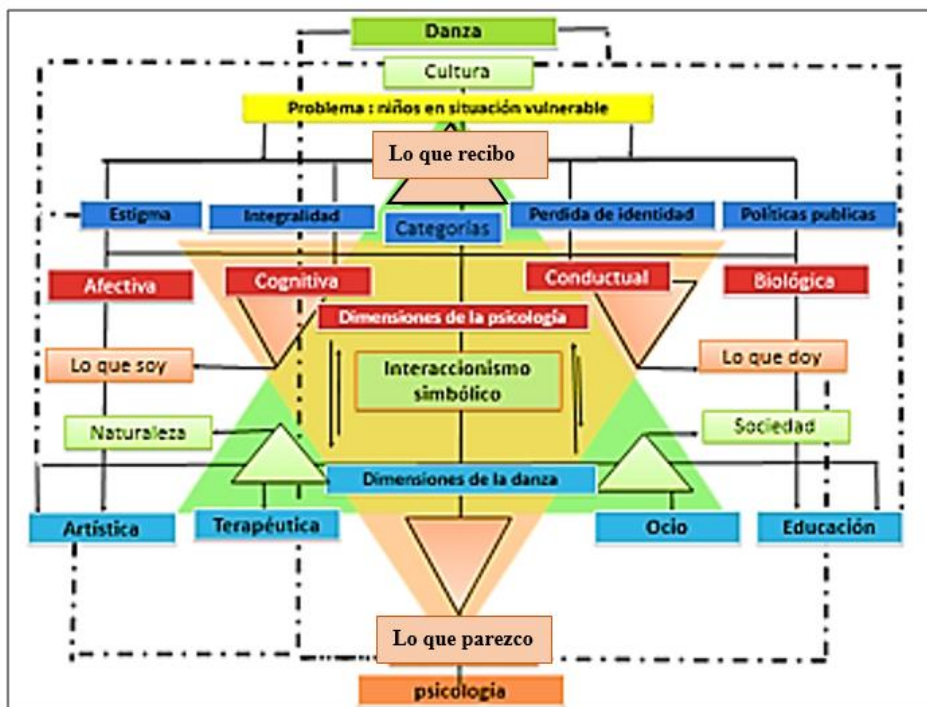 Danza
Cultura
Problema : niños en situación vulnerable
Lo que recibo
Estigma
Integralidad
Categorías
Perdida de identidad
Políticas publicas
Afectiva
Cognitiva
Conductual
Biológica
Dimensiones de la psicología
Lo que soy
Interaccionismo
simbólico
Lo que doy
Naturaleza
Sociedad
Dimensiones de la danza
Artística
Terapéutica
Ocio
Educación
Lo que parezco
psicologia